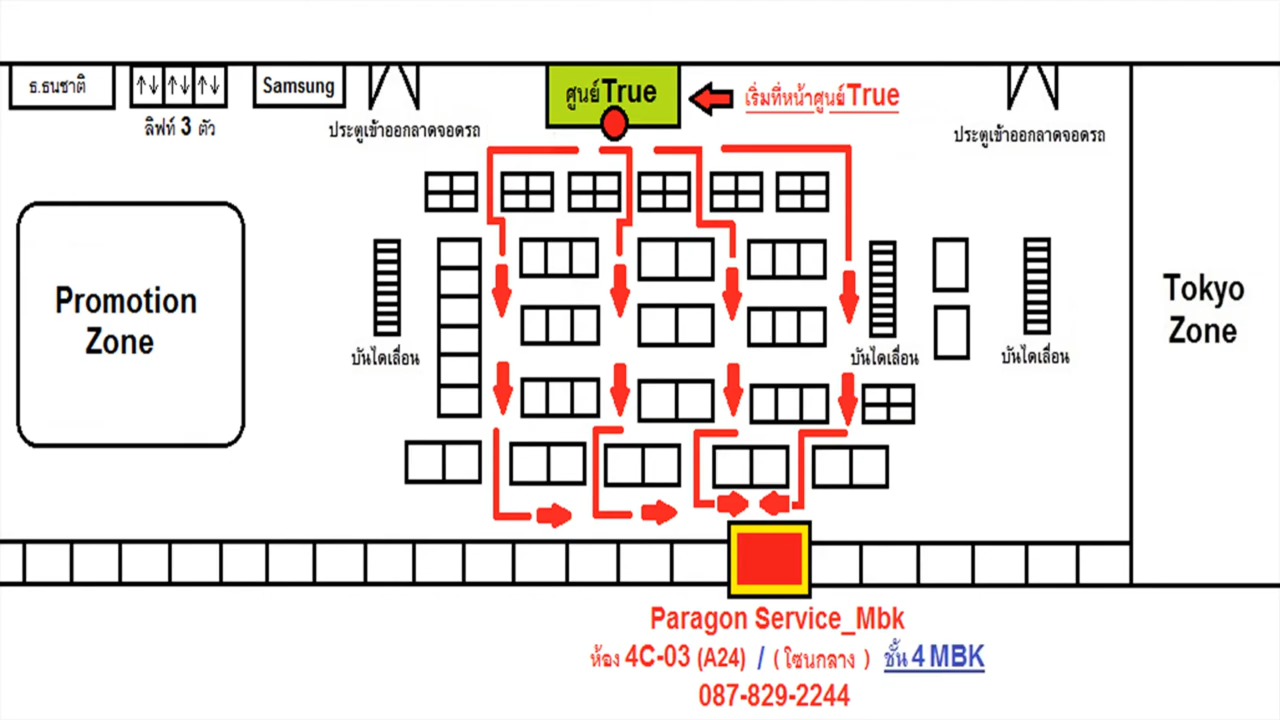 ธ.ธนชาติ
ลิฟท์ 3 ตัว
Samsung
ประตูเข้าออกลาดจอดรถ
ศูนย์True
เริ่มที่หน้าศูนย์True
ประตูเข้าออกลาดจอดรถ
Promotion
Zone
บันไดเลื่อน
บันไดเลื่อน
บันไดเลื่อน
Tokyo
Zone
Paragon Service_Mbk
ห้อง 4C-03 (A24) / ( โซนกลาง ) ชั้น 4 MBK
087-829-2244